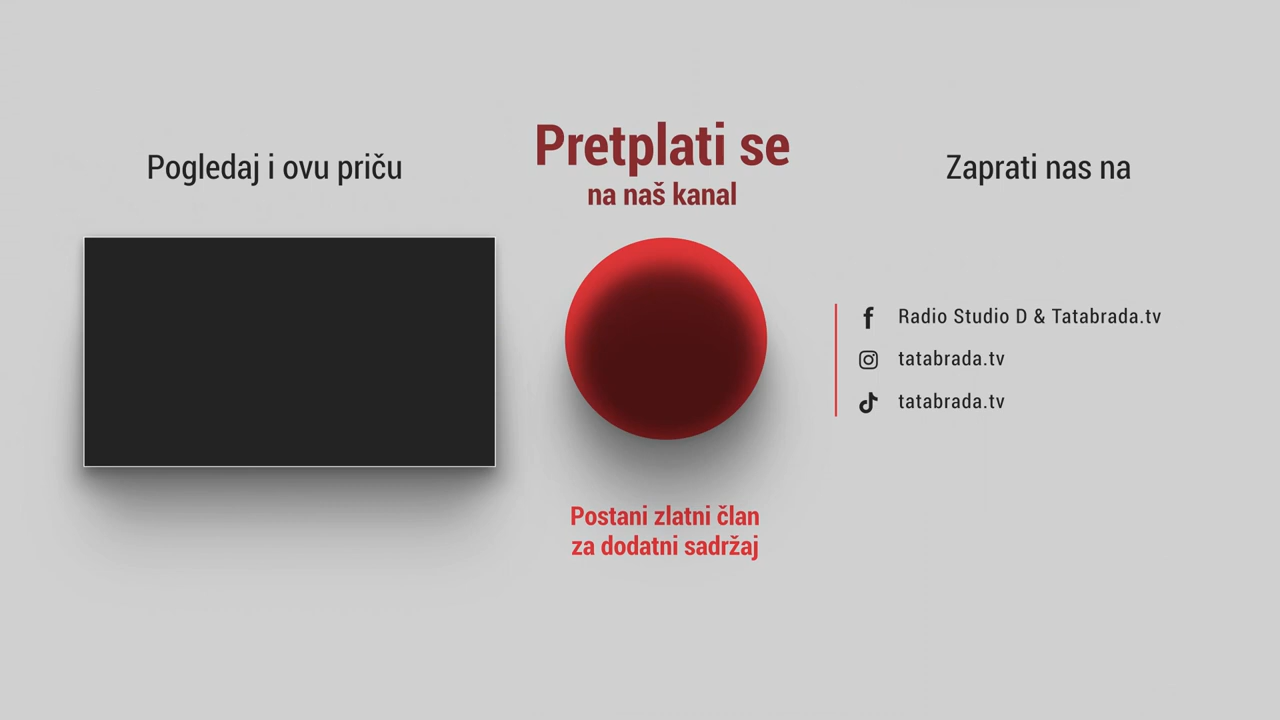 Pogledaj i ovu priču
Pretplati se
na naš kanal
Postani zlatni član
za dodatni sadržaj
Zaprati nas na
Radio Studio D & Tatabrada.tv
tatabrada.tv
tatabrada.tv